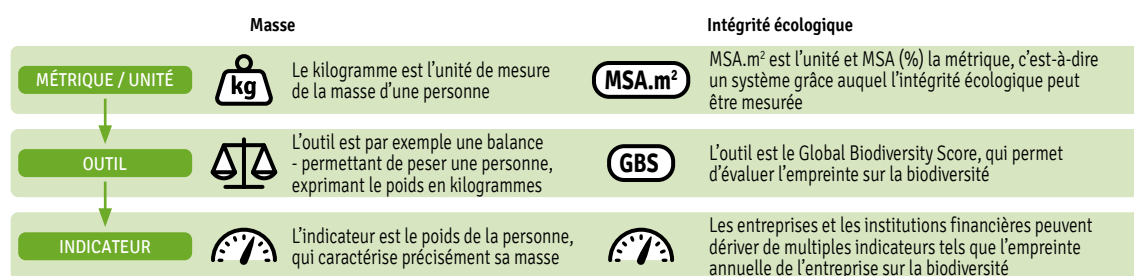 Masse
Intégrité écologique
MÉTRIQUE / UNITÉ
kg
Le kilogramme est l'unité de mesure
de la masse d'une personne
MSA.m²
MSA.m² est l'unité et MSA (%) la métrique, c'est-à-dire
un système grâce auquel l'intégrité écologique peut
être mesurée
OUTIL
L'outil est par exemple une balance
- permettant de peser une personne,
exprimant le poids en kilogrammes
GBS
L'outil est le Global Biodiversity Score, qui permet
d'évaluer l'empreinte sur la biodiversité
INDICATEUR
L'indicateur est le poids de la personne,
qui caractérise précisément sa masse
Les entreprises et les institutions financières peuvent
dériver de multiples indicateurs tels que l'empreinte
annuelle de l'entreprise sur la biodiversité